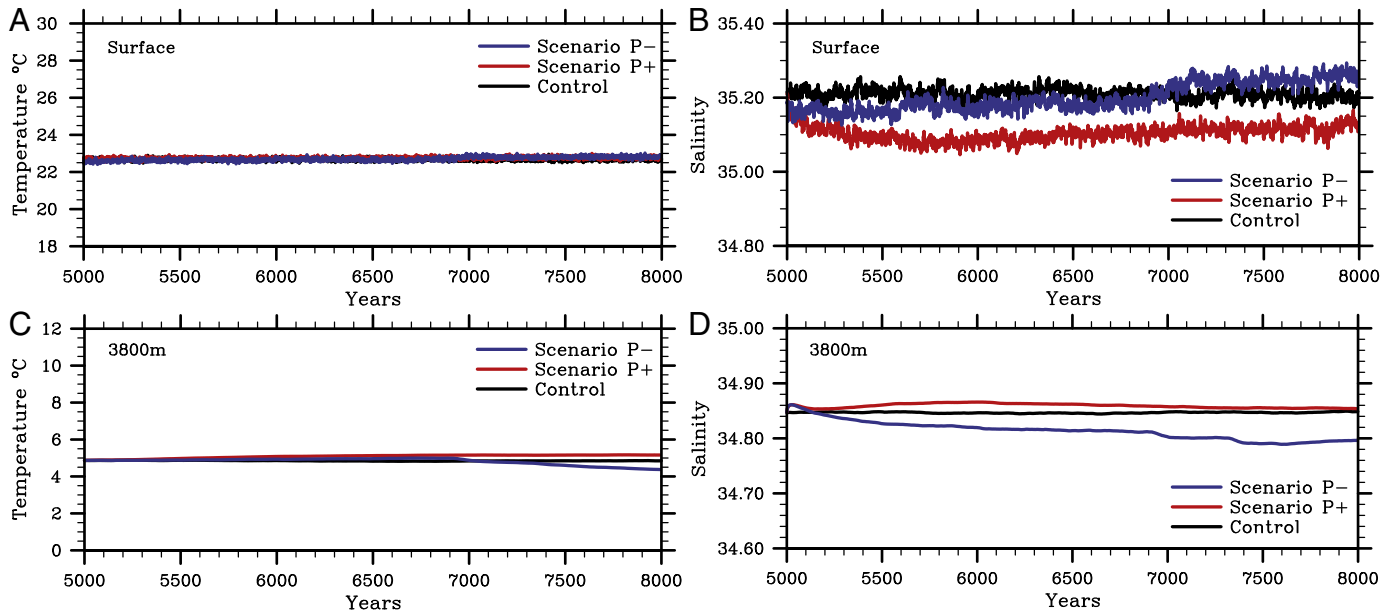 A
Temperature °C
30
28
26
24
22
20
18
Surface
Scenario P−
Scenario P+
Control
5000 5500 6000 6500 7000 7500 8000
Years
B
Salinity
35.40
35.20
35.00
34.80
Surface
Scenario P−
Scenario P+
Control
5000 5500 6000 6500 7000 7500 8000
Years
C
Temperature °C
12
10
8
6
4
2
0
3800m
Scenario P−
Scenario P+
Control
5000 5500 6000 6500 7000 7500 8000
Years
D
Salinity
35.00
34.90
34.80
34.70
34.60
3800m
Scenario P−
Scenario P+
Control
5000 5500 6000 6500 7000 7500 8000
Years